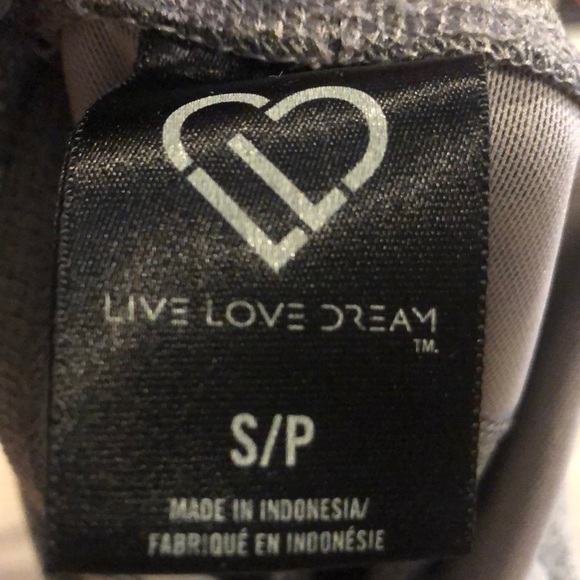 LIVE LOVE DREAM
TM.
S/P
MADE IN INDONESIA/
FABRIQUÉ EN INDONÉSIE